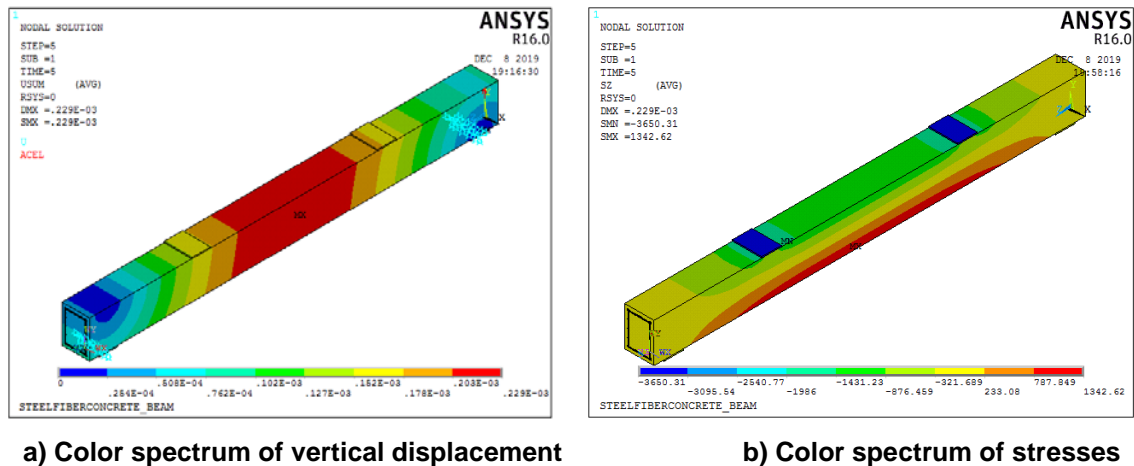 1
NODAL SOLUTION
STEP=5
SUB =1
TIME=5
USUM (AVG)
RSYS=0
DMX =.229E-03
SMX =.229E-03
U
ACEL
ANSYS
R16.0
DEC 8 2019
19:16:30
Y
X
MX
0 .508E-04 .102E-03 .152E-03 .203E-03
.254E-04 .762E-04 .127E-03 .178E-03 .229E-03
STEELFIBERCONCRETE_BEAM
a) Color spectrum of vertical displacement
1
NODAL SOLUTION
STEP=5
SUB =1
TIME=5
SZ (AVG)
RSYS=0
DMX =.229E-03
SMN =-3650.31
SMX =1342.62
ANSYS
R16.0
DEC 8 2019
19:58:16
Y
Z X
MN
MX
Y
-3650.31 -2540.77 -1431.23 -321.689 787.849
-3095.54 -1986 -876.459 233.08 1342.62
STEELFIBERCONCRETE_BEAM
b) Color spectrum of stresses